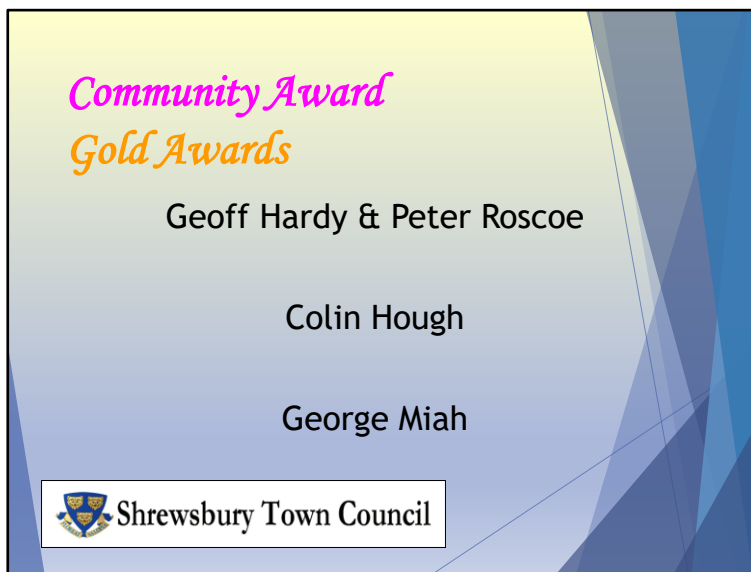 Community Award
Gold Awards
Geoff Hardy & Peter Roscoe
Colin Hough
George Miah
Shrewsbury Town Council